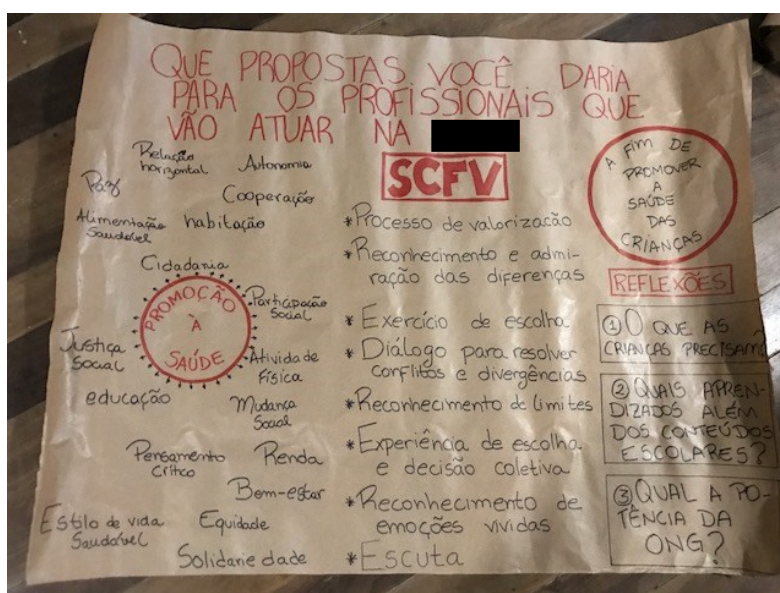 QUE PROPOSTAS VOCÊ DARIA
PARA OS PROFISSIONAIS QUE
VÃO ATUAR NA
Relação
horizontal
Autonomia
Paz
Cooperação
Alimentação
Saudável
habitação
Cidadania
PROMOÇÃO
À
SAÚDE
Participação
Social
Justiça
Social
Atividade
Física
educação
Mudança
Social
Pensamento
Crítco
Renda
Bem-estar
Estilo de vida
Saudável
Equidade
Solidariedade
SCFV
*Processo de valorizacão
*Reconhecimento e admi-
ração das diferenças
* Exercício de escolha
* Diálogo para resolver
conflitos e divergências
*Reconhecimento de limites
*Experiência de escolha
e decisão coletiva
*Reconhecimento de
emoções vividas
*Escuta
A FIM DE
PROMOVER
A
SAÚDE
DAS
CRIANÇAS
REFLEXÕES
① O QUE AS
CRIANÇAS PRECISAM?
② QUAIS APREN-
DIZADOS ALÉM
DOS CONTEÚDOS
ESCOLARES?
③ QUAL A PO-
TÊNCIA DA
ONG?